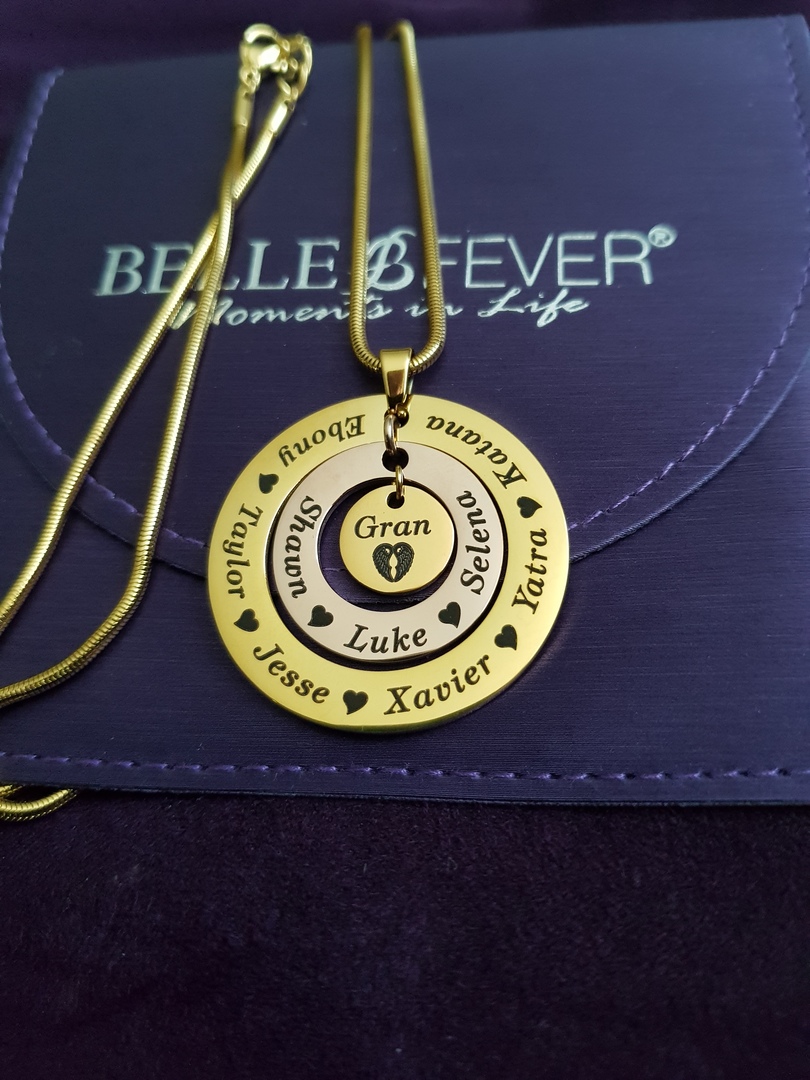 BELLE B FEVER®
Moments in Life
Ebony ♥ Taylor ♥ Jesse ♥ Xavier ♥ Yatra ♥ Katana
Shawn ♥ Luke ♥ Selena
Gran